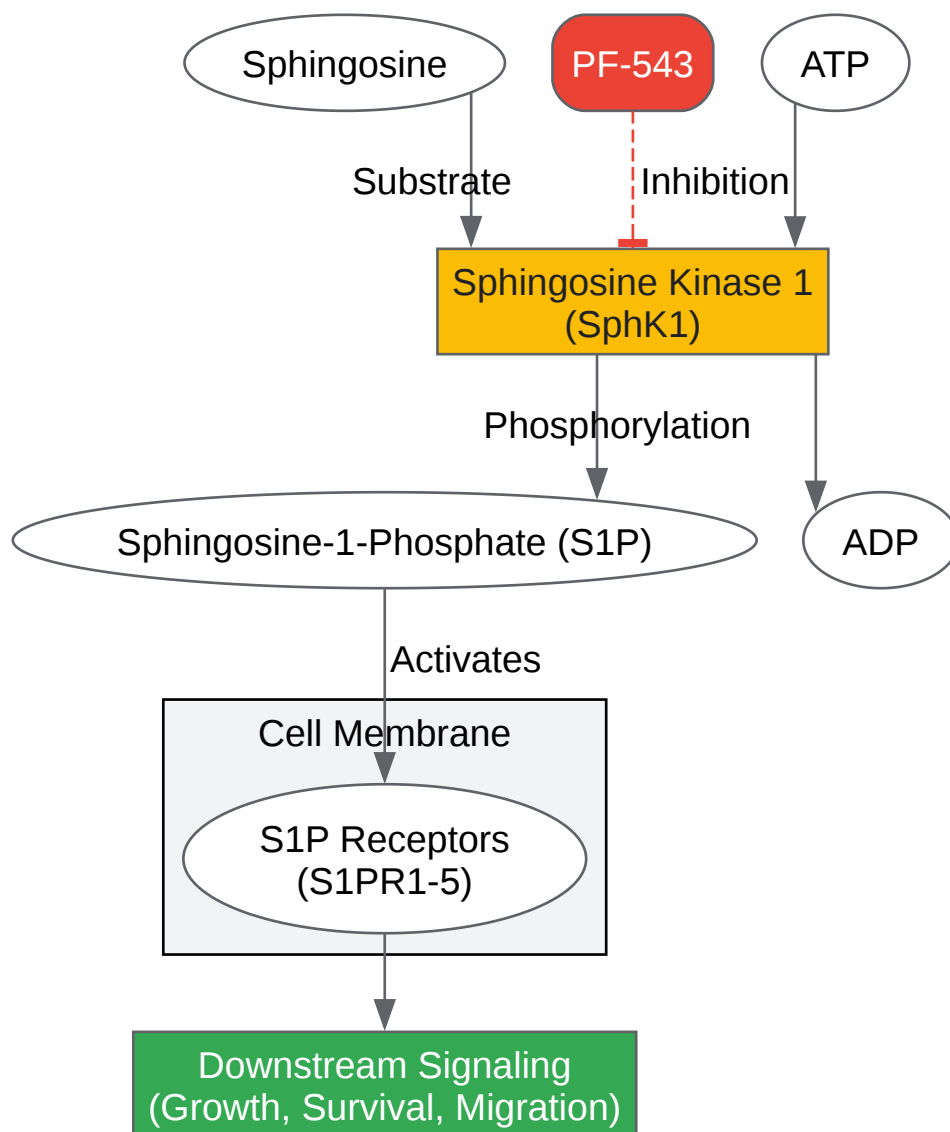 Sphingosine
PF-543
ATP
Substrate
Inhibition
Sphingosine Kinase 1
(SphK1)
Phosphorylation
Sphingosine-1-Phosphate (S1P)
ADP
Activates
Cell Membrane
S1P Receptors
(S1PR1-5)
Downstream Signaling
(Growth, Survival, Migration)